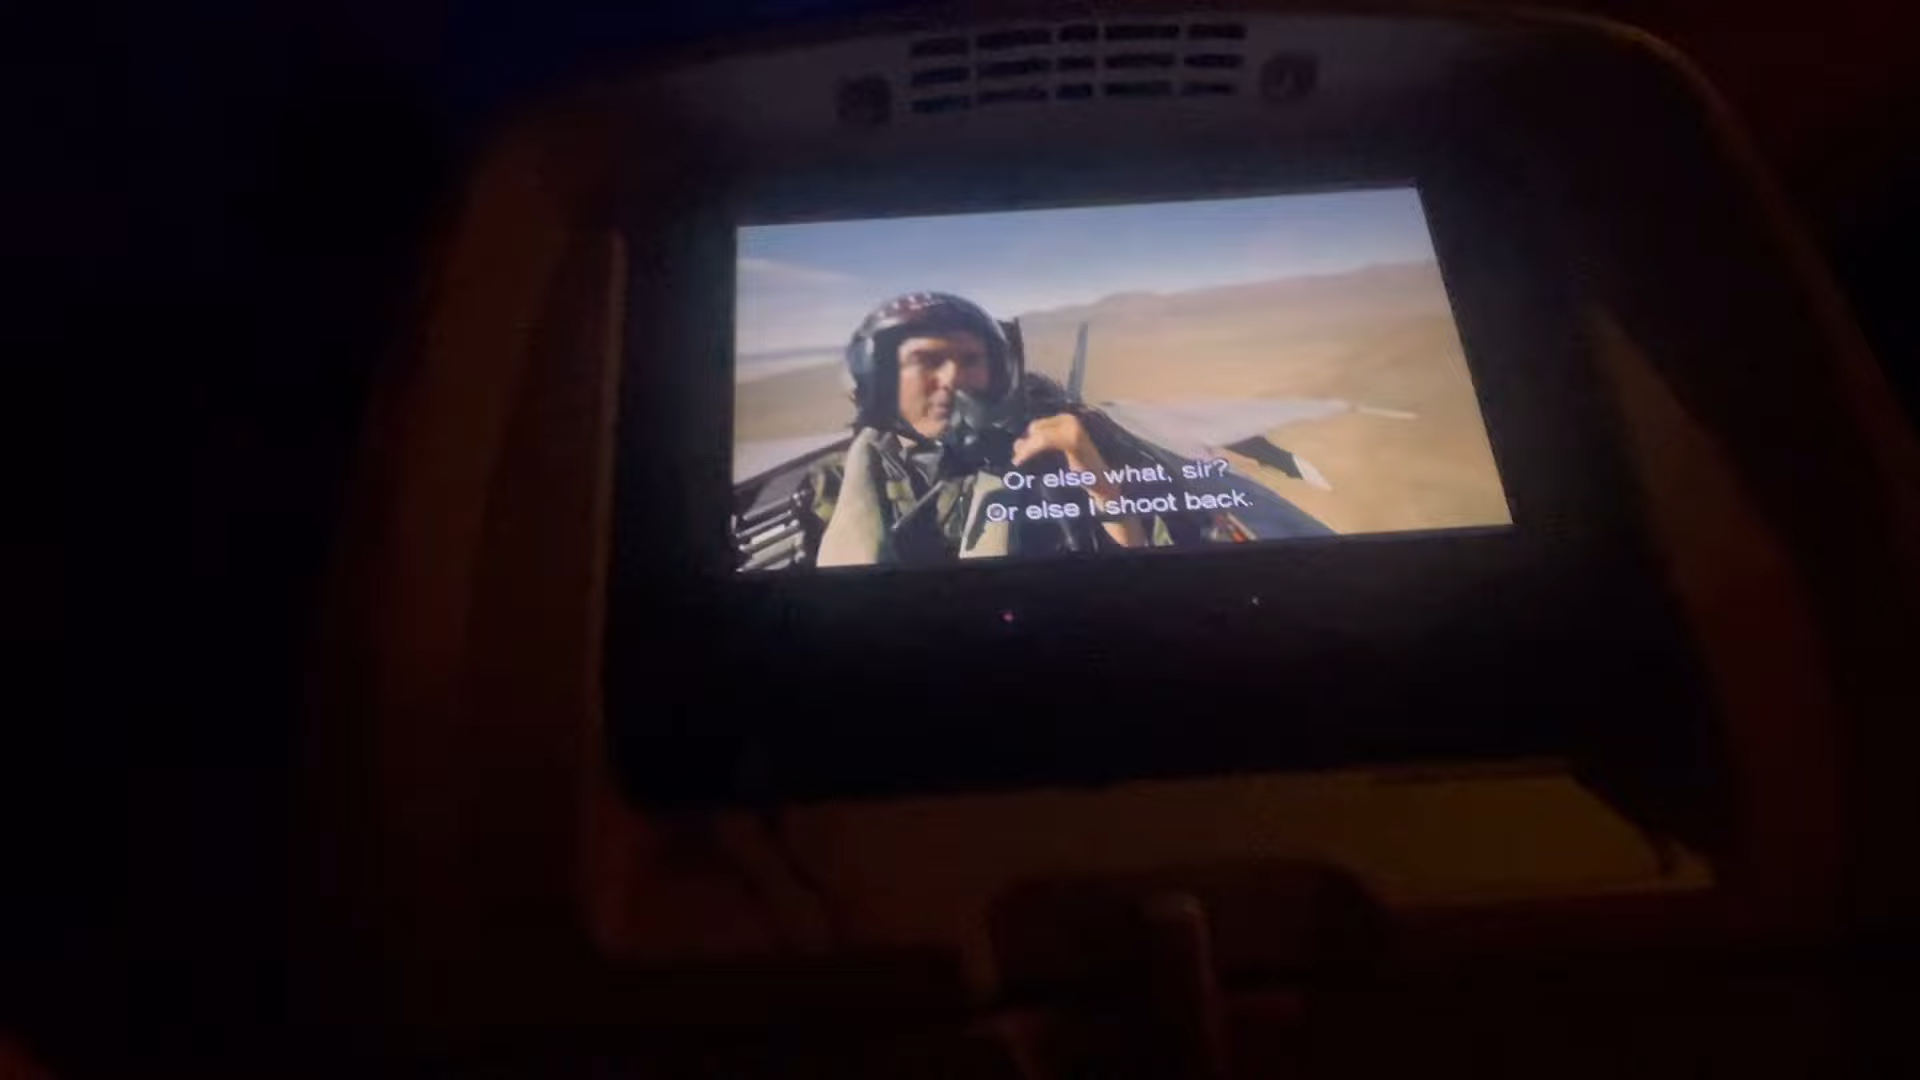 Or else what, sir?
Or else I shoot back.